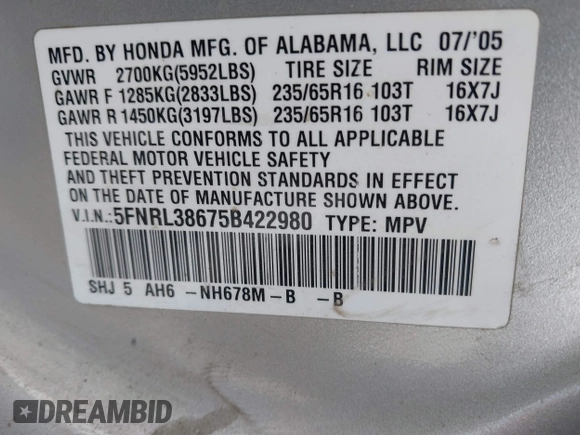 MFD. BY HONDA MFG. OF ALABAMA, LLC 07/'05
GVWR 2700KG(5952LBS) TIRE SIZE RIM SIZE
GAWR F 1285KG(2833LBS) 235/65R16 103T 16X7J
GAWR R 1450KG(3197LBS) 235/65R16 103T 16X7J
THIS VEHICLE CONFORMS TO ALL APPLICABLE
FEDERAL MOTOR VEHICLE SAFETY
AND THEFT PREVENTION STANDARDS IN EFFECT
ON THE DATE OF MANUFACTURE SHOWN ABOVE.
V.I.N.:5FNRL38675B422980 TYPE: MPV
SHJ 5 AH6 -NH678M -B -B
DREAMBID